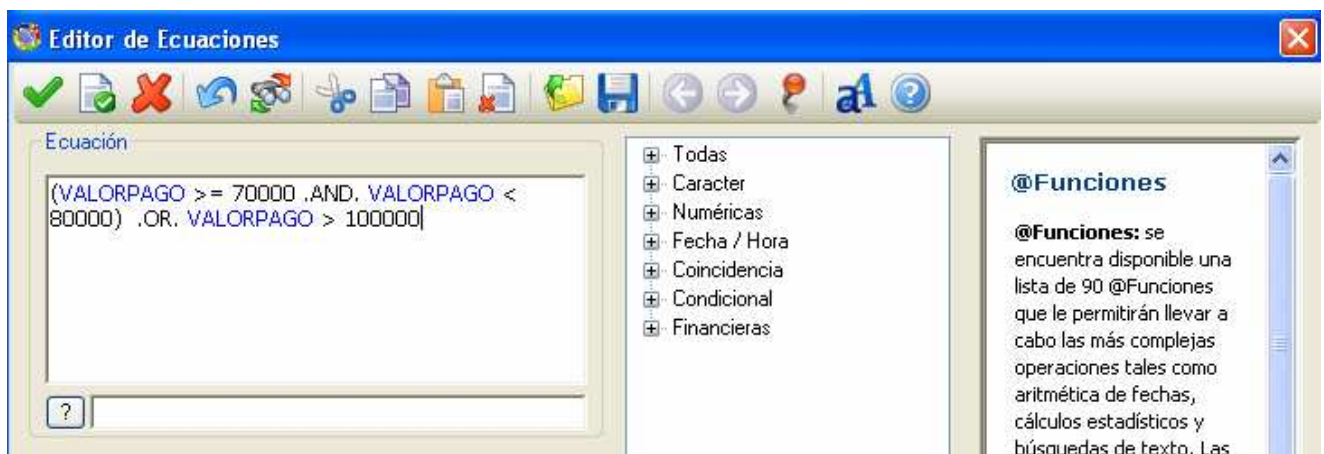 Editor de Ecuaciones
Ecuación
(VALORPAGO >= 70000 .AND. VALORPAGO <
80000) .OR. VALORPAGO > 100000
?
Todas
Caracter
Numéricas
Fecha / Hora
Coincidencia
Condicional
Financieras
@Funciones
@Funciones: se
encuentra disponible una
lista de 90 @Funciones
que le permitirán llevar a
cabo las más complejas
operaciones tales como
aritmética de fechas,
cálculos estadísticos y
búsquedas de texto. Las